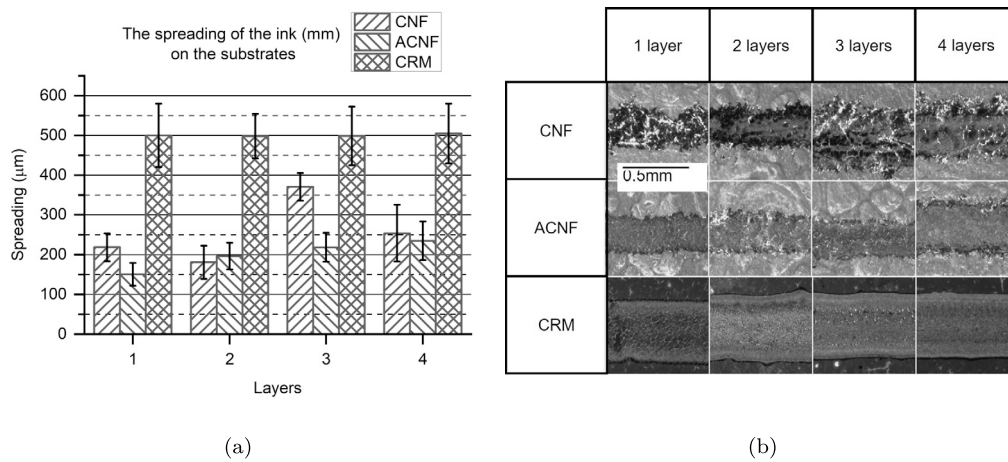 The spreading of the ink (mm)
on the substrates
CNF
ACNF
CRM
600
500
400
300
200
100
0
Spreading (μm)
1
2
3
4
Layers
(a)
1 layer
2 layers
3 layers
4 layers
CNF
0.5mm
ACNF
CRM
(b)